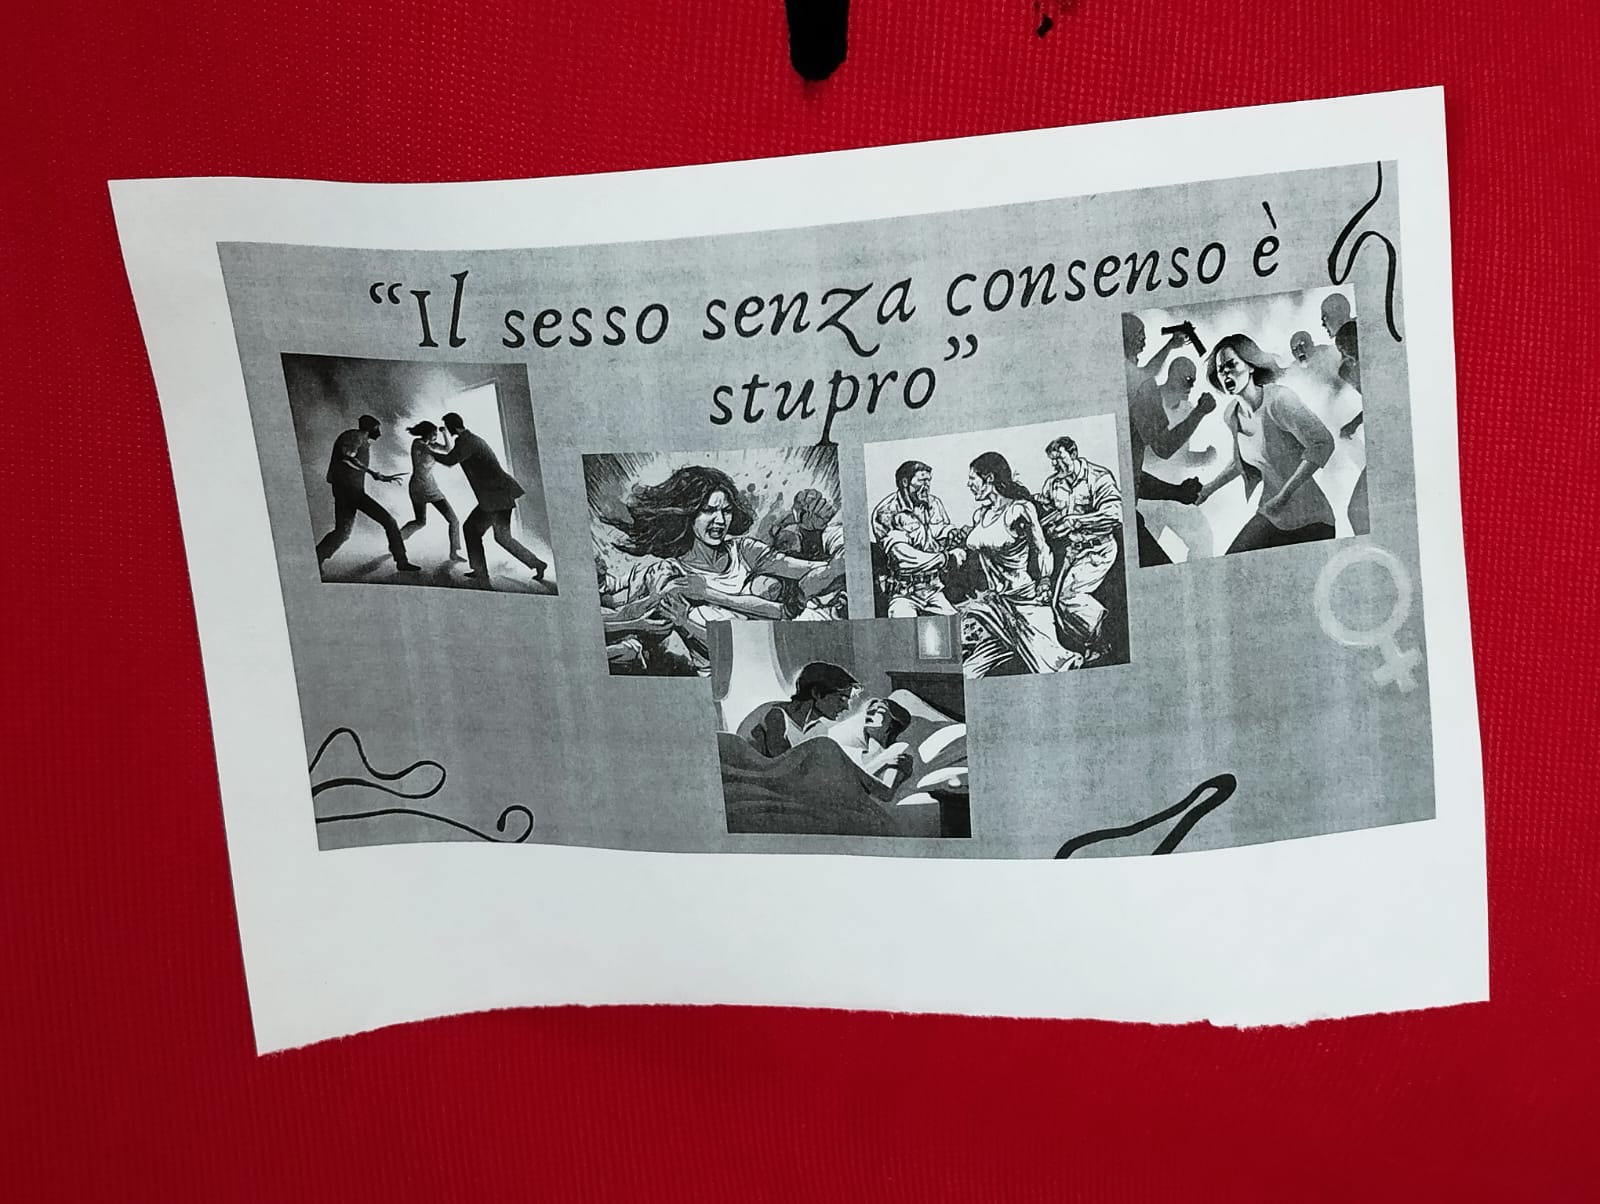 “Il sesso senza consenso è
stupro”